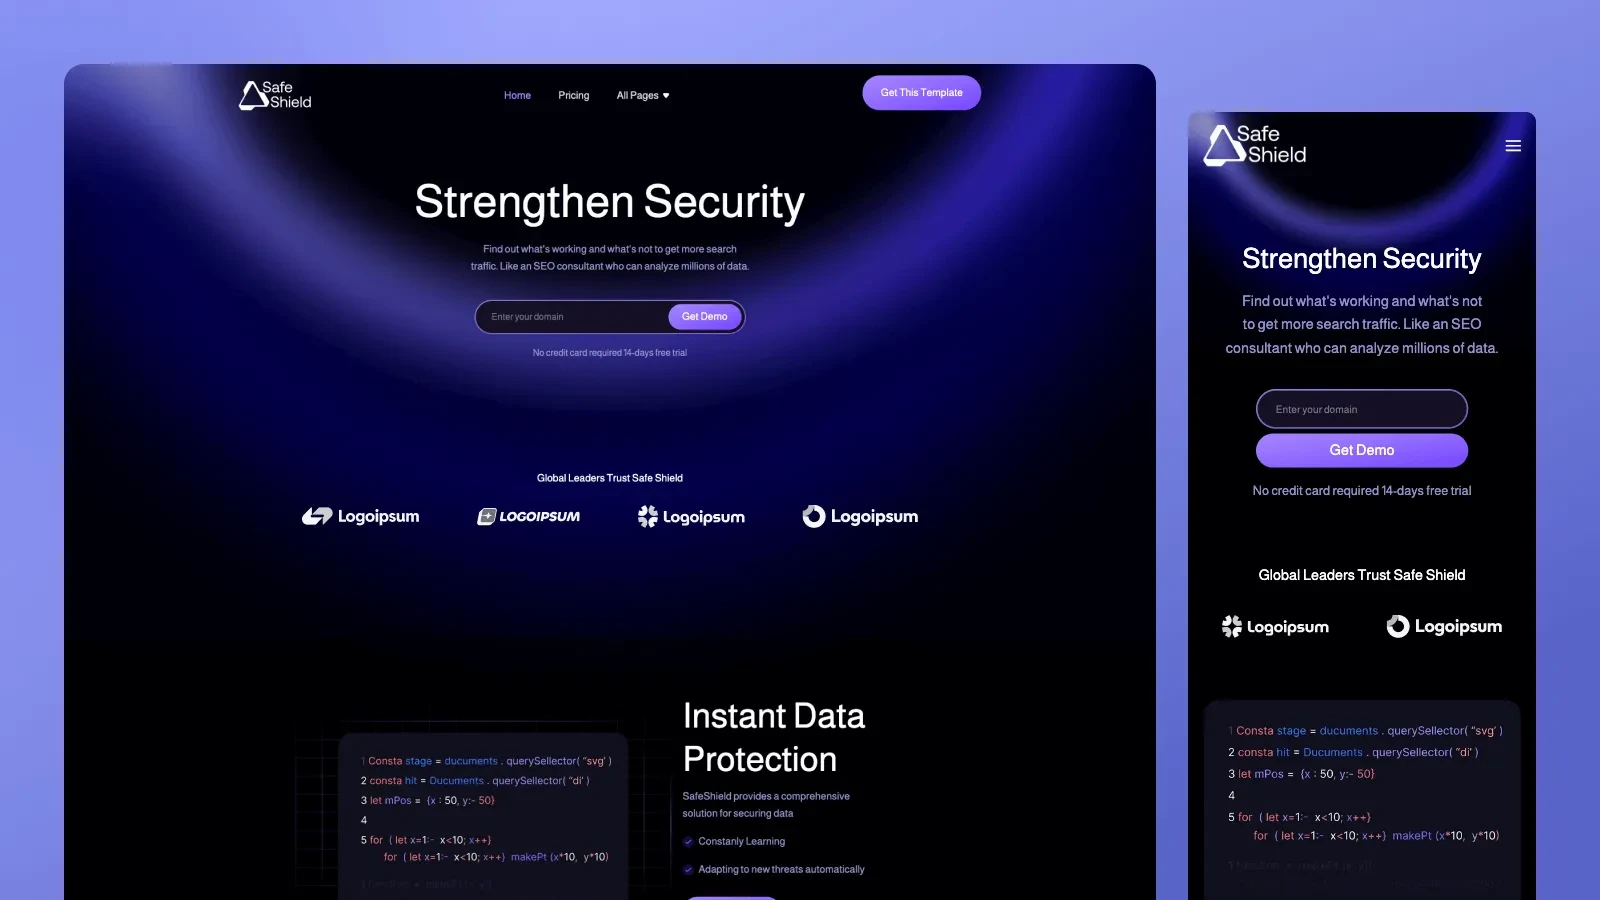 Safe
Shield
Home
Pricing
All Pages
Get This Template
Strengthen Security
Find out what's working and what's not to get more search
traffic. Like an SEO consultant who can analyze millions of data.
Enter your domain
Get Demo
No credit card required 14-days free trial
Global Leaders Trust Safe Shield
Logoipsum
LOGOIPSUM
Logoipsum
Logoipsum
1 Consta stage = ducuments . querySellector( “svg’ )
2 consta hit = Ducuments . querySellector( “di’ )
3 let mPos = {x : 50, y:- 50}
4
5 for ( let x=1:- x<10; x++}
for ( let x=1:- x<10; x++} makePt (x*10, y*10)
Instant Data
Protection
SafeShield provides a comprehensive
solution for securing data
Constanly Learning
Adapting to new threats automatically
Safe
Shield
Strengthen Security
Find out what's working and what's not
to get more search traffic. Like an SEO
consultant who can analyze millions of data.
Enter your domain
Get Demo
No credit card required 14-days free trial
Global Leaders Trust Safe Shield
Logoipsum
Logoipsum
1 Consta stage = ducuments . querySellector( “svg’ )
2 consta hit = Ducuments . querySellector( “di’ )
3 let mPos = {x : 50, y:- 50}
4
5 for ( let x=1:- x<10; x++}
for ( let x=1:- x<10; x++} makePt (x*10, y*10)